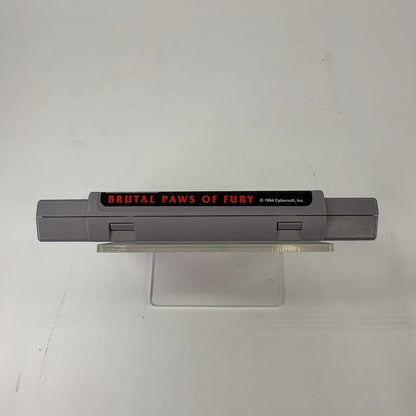 BRUTAL PAWS OF FURY © 1994 Cybersoft, Inc.